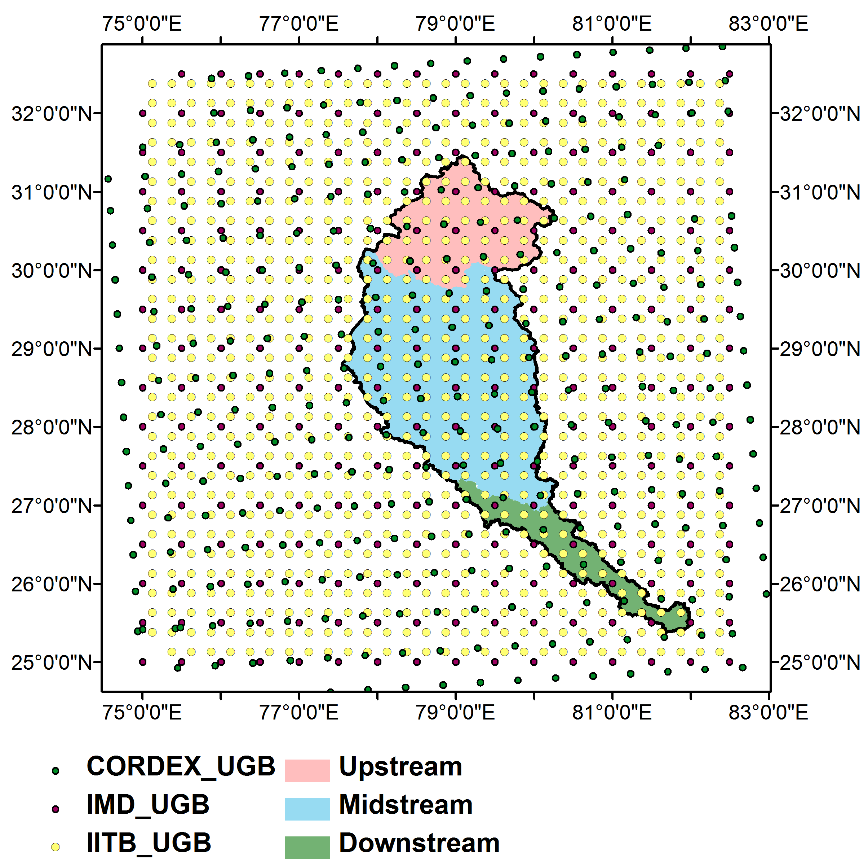 75°0'0"E 77°0'0"E 79°0'0"E 81°0'0"E 83°0'0"E
32°0'0"N 32°0'0"N
31°0'0"N 31°0'0"N
30°0'0"N 30°0'0"N
29°0'0"N 29°0'0"N
28°0'0"N 28°0'0"N
27°0'0"N 27°0'0"N
26°0'0"N 26°0'0"N
25°0'0"N 25°0'0"N
75°0'0"E 77°0'0"E 79°0'0"E 81°0'0"E 83°0'0"E
CORDEX_UGB Upstream
IMD_UGB Midstream
IITB_UGB Downstream